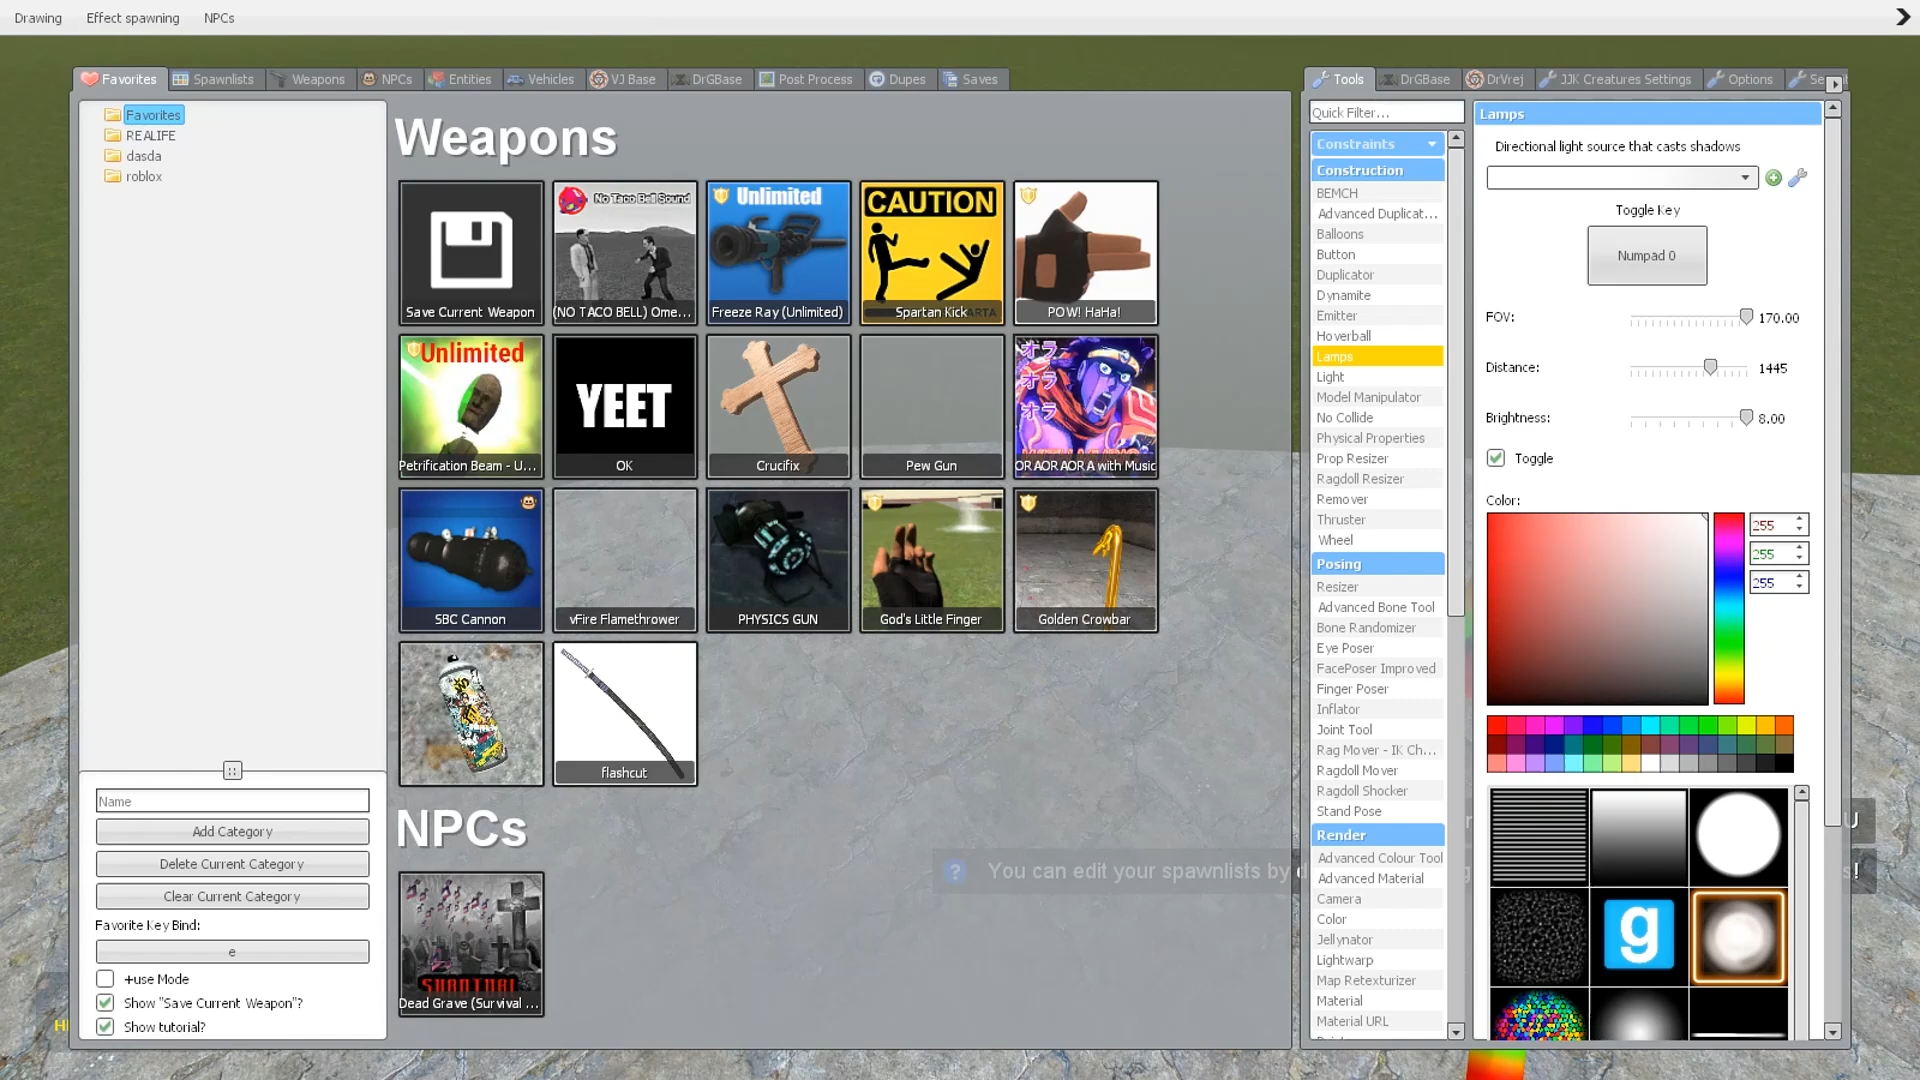 Drawing
Effect spawning
NPCs
Favorites
Spawnlists
Weapons
NPCs
Entities
Vehicles
VJ Base
DrGBase
Post Process
Dupes
Saves
Favorites
REALIFE
dasda
roblox
Name
Add Category
Delete Current Category
Clear Current Category
Favorite Key Bind:
e
+use Mode
Show "Save Current Weapon"?
Show tutorial?
Weapons
Save Current Weapon
No Taco Bell Sound
(NO TACO BELL) Ome...
Unlimited
Freeze Ray (Unlimited)
CAUTION
Spartan Kick
POW! HaHa!
Unlimited
Petrification Beam - U...
YEET
OK
Crucifix
Pew Gun
オラ
オラ
オラ
ORAORAORA with Music
SBC Cannon
vFire Flamethrower
PHYSICS GUN
God's Little Finger
Golden Crowbar
flashcut
NPCs
SURVIVAL
Dead Grave (Survival ...
You can edit your spawnlists by
Tools
DrGBase
DrVrej
JJK Creatures Settings
Options
Quick Filter...
Constraints
Construction
BEMCH
Advanced Duplicat...
Balloons
Button
Duplicator
Dynamite
Emitter
Hoverball
Lamps
Light
Model Manipulator
No Collide
Physical Properties
Prop Resizer
Ragdoll Resizer
Remover
Thruster
Wheel
Posing
Resizer
Advanced Bone Tool
Bone Randomizer
Eye Poser
FacePoser Improved
Finger Poser
Inflator
Joint Tool
Rag Mover - IK Ch...
Ragdoll Mover
Ragdoll Shocker
Stand Pose
Render
Advanced Colour Tool
Advanced Material
Camera
Color
Jellynator
Lightwarp
Map Retexturizer
Material
Material URL
Lamps
Directional light source that casts shadows
Toggle Key
Numpad 0
FOV: 170.00
Distance: 1445
Brightness: 8.00
Toggle
Color:
255
255
255
g